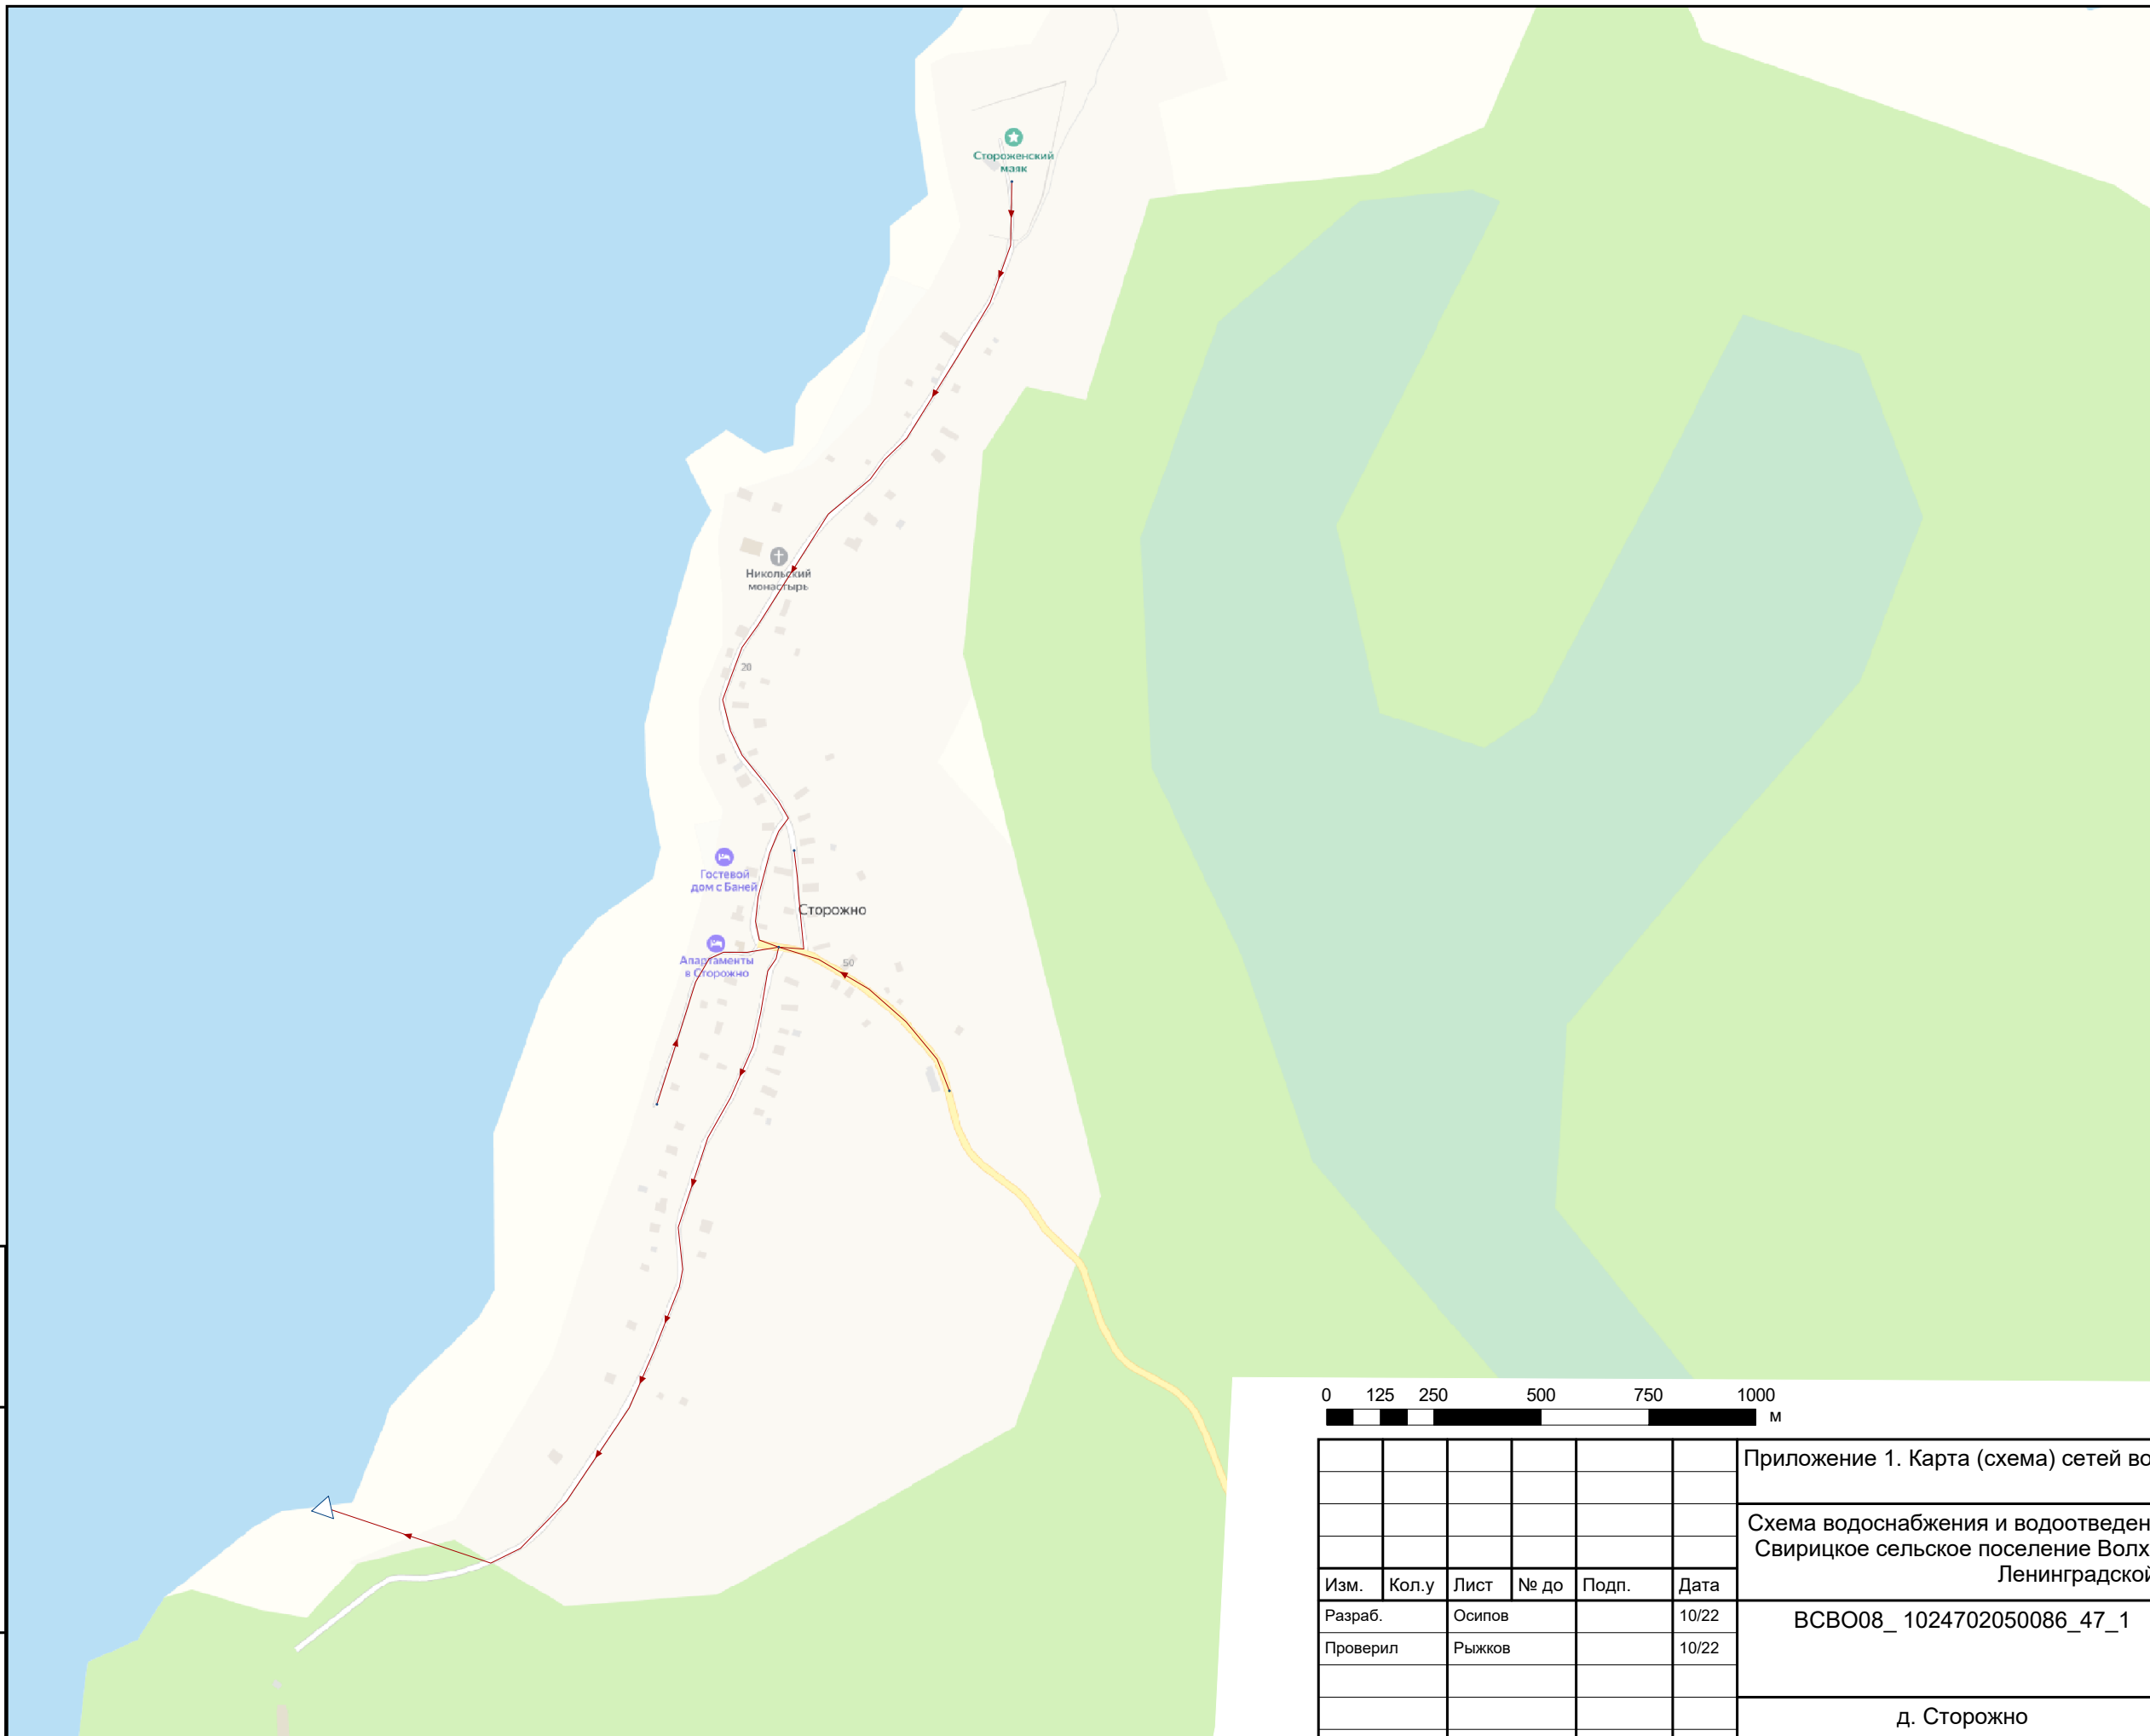 Стороженский
маяк
Никольский
монастырь
20
Гостевой
дом с Баней
Сторожно
Апартаменты
в Сторожно
50
0 125 250 500 750 1000
м
Приложение 1. Карта (схема) сетей во
Схема водоснабжения и водоотведен
Свирицкое сельское поселение Волх
Ленинградской
Изм. Кол.у Лист № до Подп. Дата
Разраб. Осипов 10/22
ВСВО08_ 1024702050086_47_1
Проверил Рыжков 10/22
д. Сторожно